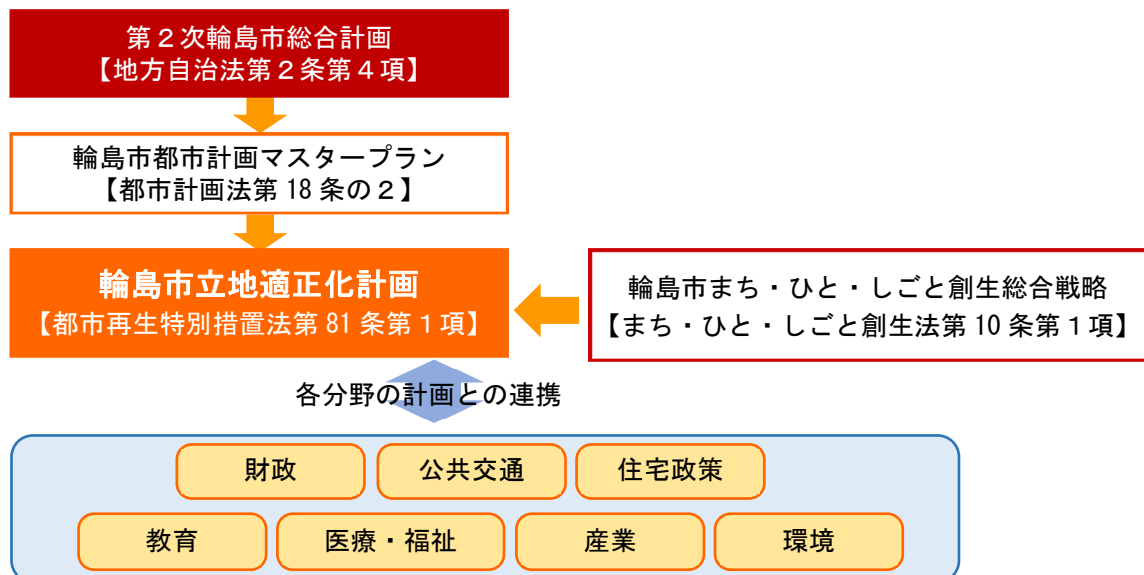 第２次輪島市総合計画
【地方自治法第２条第４項】
輪島市都市計画マスタープラン
【都市計画法第 18 条の２】
輪島市立地適正化計画
【都市再生特別措置法第 81 条第１項】
輪島市まち・ひと・しごと創生総合戦略
【まち・ひと・しごと創生法第 10 条第１項】
各分野の計画との連携
財政
公共交通
住宅政策
教育
医療・福祉
産業
環境